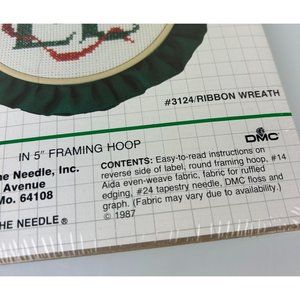 #3124/RIBBON WREATH
IN 5" FRAMING HOOP
DMC
he Needle, Inc.
Avenue
Mo. 64108
THE NEEDLE®
CONTENTS: Easy-to-read instructions on
reverse side of label, round framing hoop, #14
Aida even-weave fabric, fabric for ruffled
edging, #24 tapestry needle, DMC floss and
graph. (Fabric may vary due to availability.)
© 1987